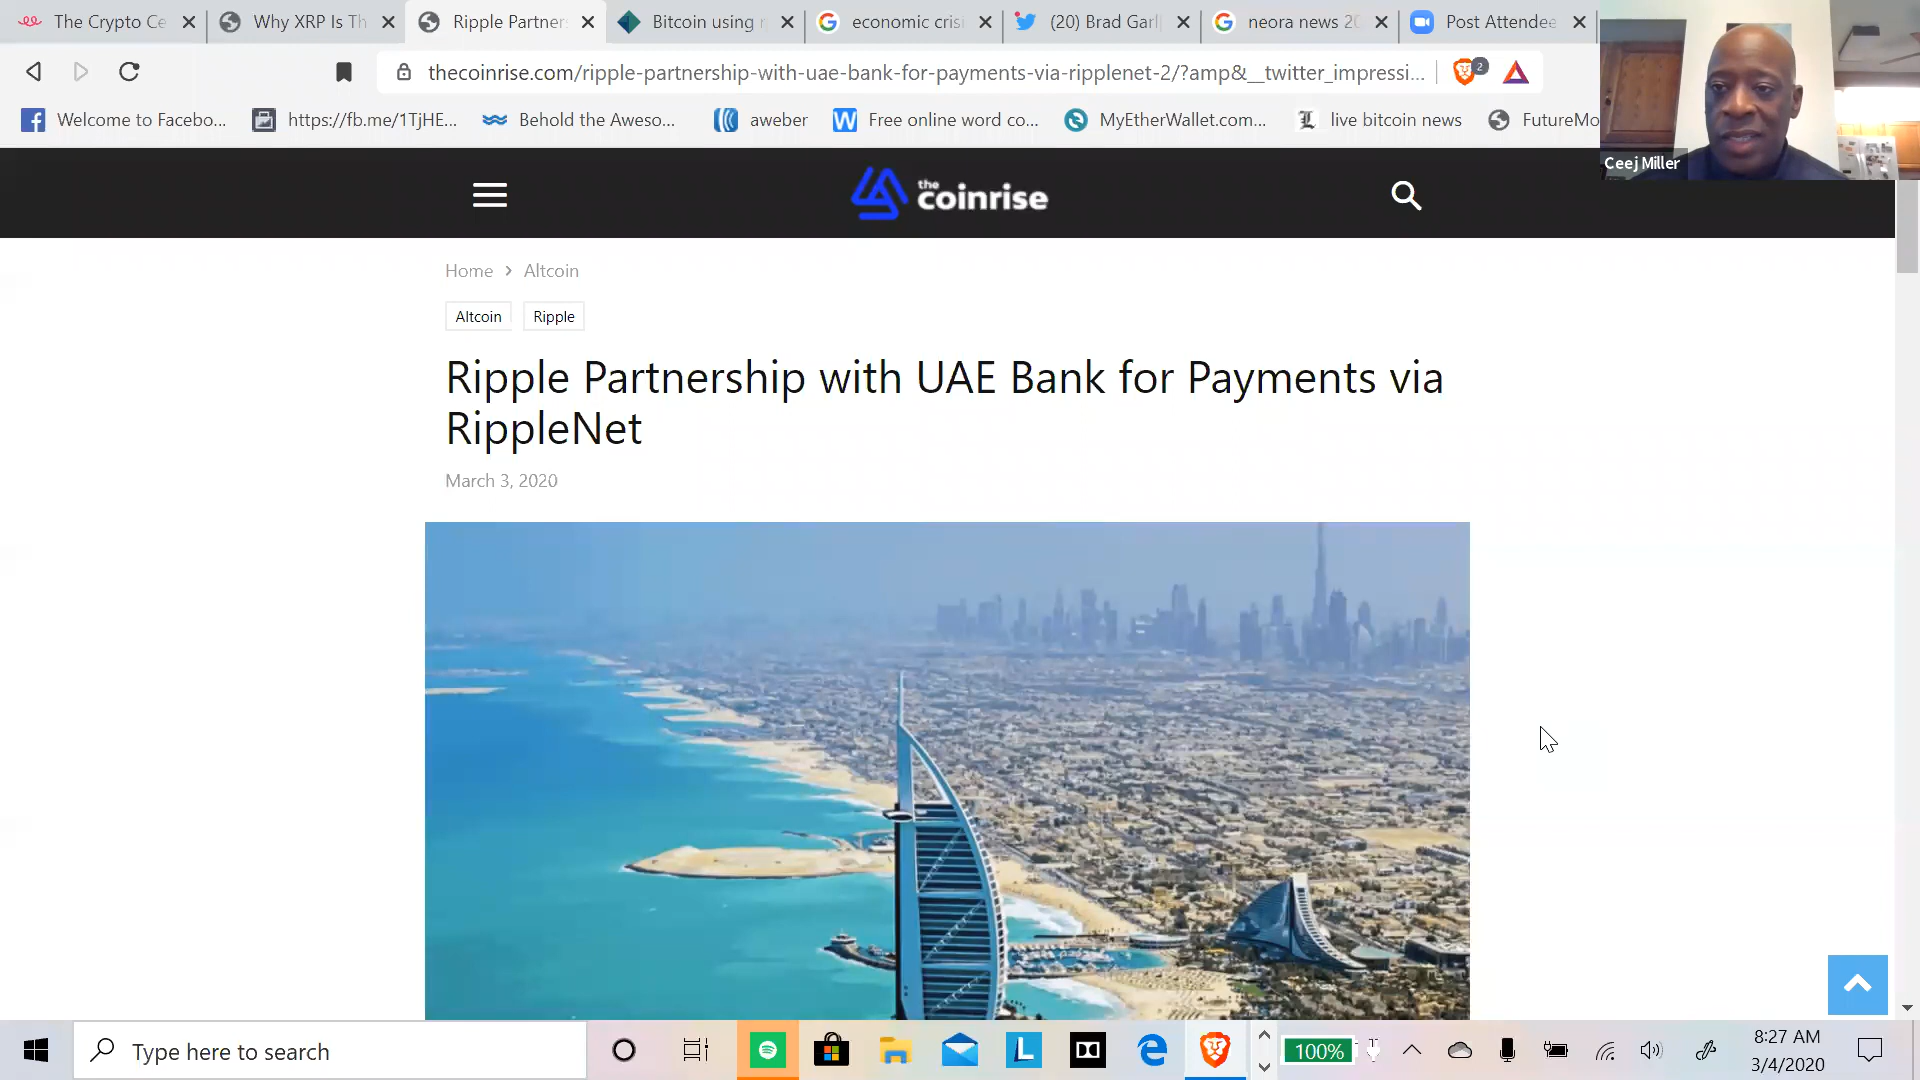 The Crypto Ce
Why XRP Is Th
Ripple Partner
Bitcoin using r
economic cris
(20) Brad Garl
neora news 20
Post Attendee
thecoinrise.com/ripple-partnership-with-uae-bank-for-payments-via-ripplenet-2/?amp&__twitter_impressi...
2
Welcome to Facebo...
https://fb.me/1TjHE...
Behold the Aweso...
aweber
Free online word co...
MyEtherWallet.com...
live bitcoin news
FutureMo
Ceej Miller
the
coinrise
Home > Altcoin
Altcoin Ripple
Ripple Partnership with UAE Bank for Payments via
RippleNet
March 3, 2020
Type here to search
100%
8:27 AM
3/4/2020